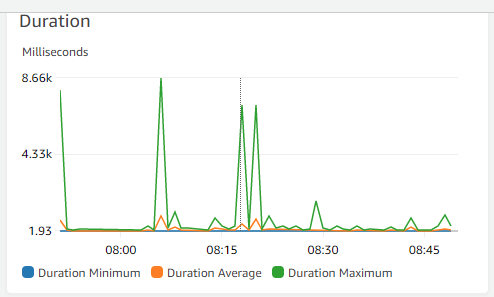 Duration
Milliseconds
8.66k
4.33k
1.93
08:00 08:15 08:30 08:45
Duration Minimum Duration Average Duration Maximum